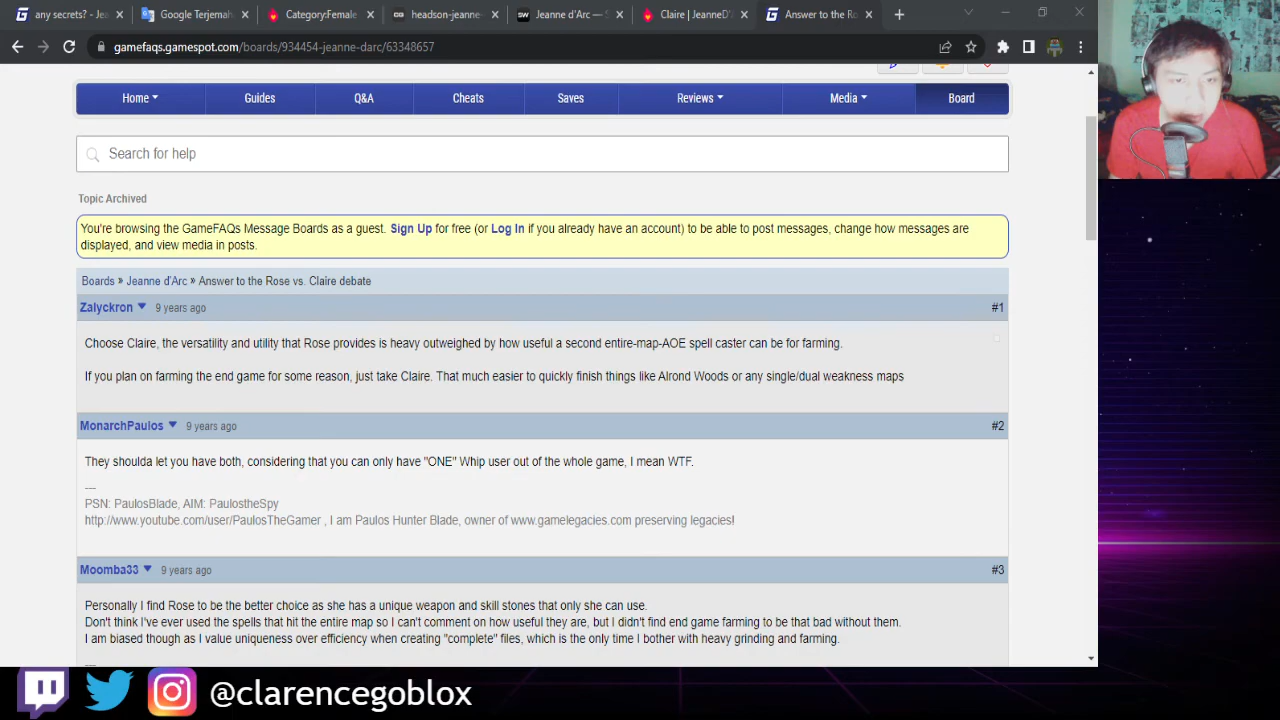 any secrets? - Jea
Google Terjemah
Category:Female
headson-jeanne-
Jeanne d'Arc — S
Claire | JeanneD'A
Answer to the Ro
gamefaqs.gamespot.com/boards/934454-jeanne-darc/63348657
Home
Guides
Q&A
Cheats
Saves
Reviews
Media
Board
Search for help
Topic Archived
You're browsing the GameFAQs Message Boards as a guest. Sign Up for free (or Log In if you already have an account) to be able to post messages, change how messages are
displayed, and view media in posts.
Boards » Jeanne d'Arc » Answer to the Rose vs. Claire debate
Zalyckron 9 years ago #1
Choose Claire, the versatility and utility that Rose provides is heavy outweighed by how useful a second entire-map-AOE spell caster can be for farming.
If you plan on farming the end game for some reason, just take Claire. That much easier to quickly finish things like Alrond Woods or any single/dual weakness maps
MonarchPaulos 9 years ago #2
They shoulda let you have both, considering that you can only have "ONE" Whip user out of the whole game, I mean WTF.
---
PSN: PaulosBlade, AIM: PaulostheSpy
http://www.youtube.com/user/PaulosTheGamer , I am Paulos Hunter Blade, owner of www.gamelegacies.com preserving legacies!
Moomba33 9 years ago #3
Personally I find Rose to be the better choice as she has a unique weapon and skill stones that only she can use.
Don't think I've ever used the spells that hit the entire map so I can't comment on how useful they are, but I didn't find end game farming to be that bad without them.
I am biased though as I value uniqueness over efficiency when creating "complete" files, which is the only time I bother with heavy grinding and farming.
---
@clarencegoblox